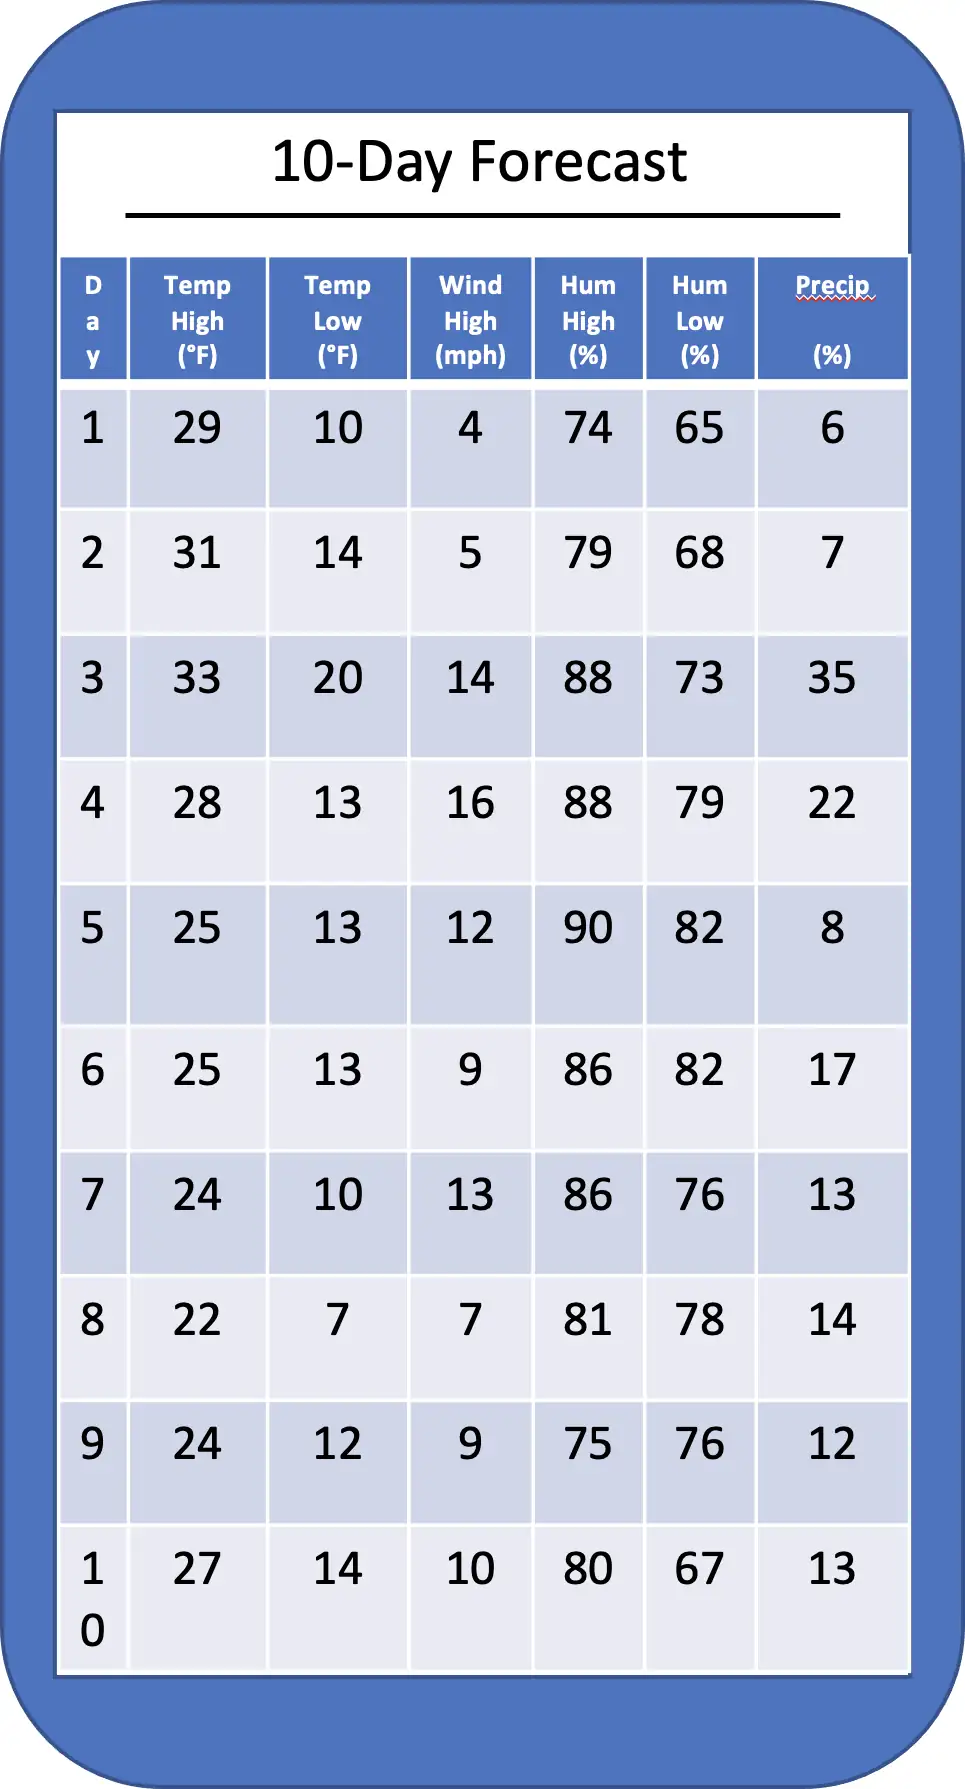 10-Day Forecast
Day Temp High (°F) Temp Low (°F) Wind High (mph) Hum High (%) Hum Low (%) Precip (%)
1 29 10 4 74 65 6
2 31 14 5 79 68 7
3 33 20 14 88 73 35
4 28 13 16 88 79 22
5 25 13 12 90 82 8
6 25 13 9 86 82 17
7 24 10 13 86 76 13
8 22 7 7 81 78 14
9 24 12 9 75 76 12
10 27 14 10 80 67 13